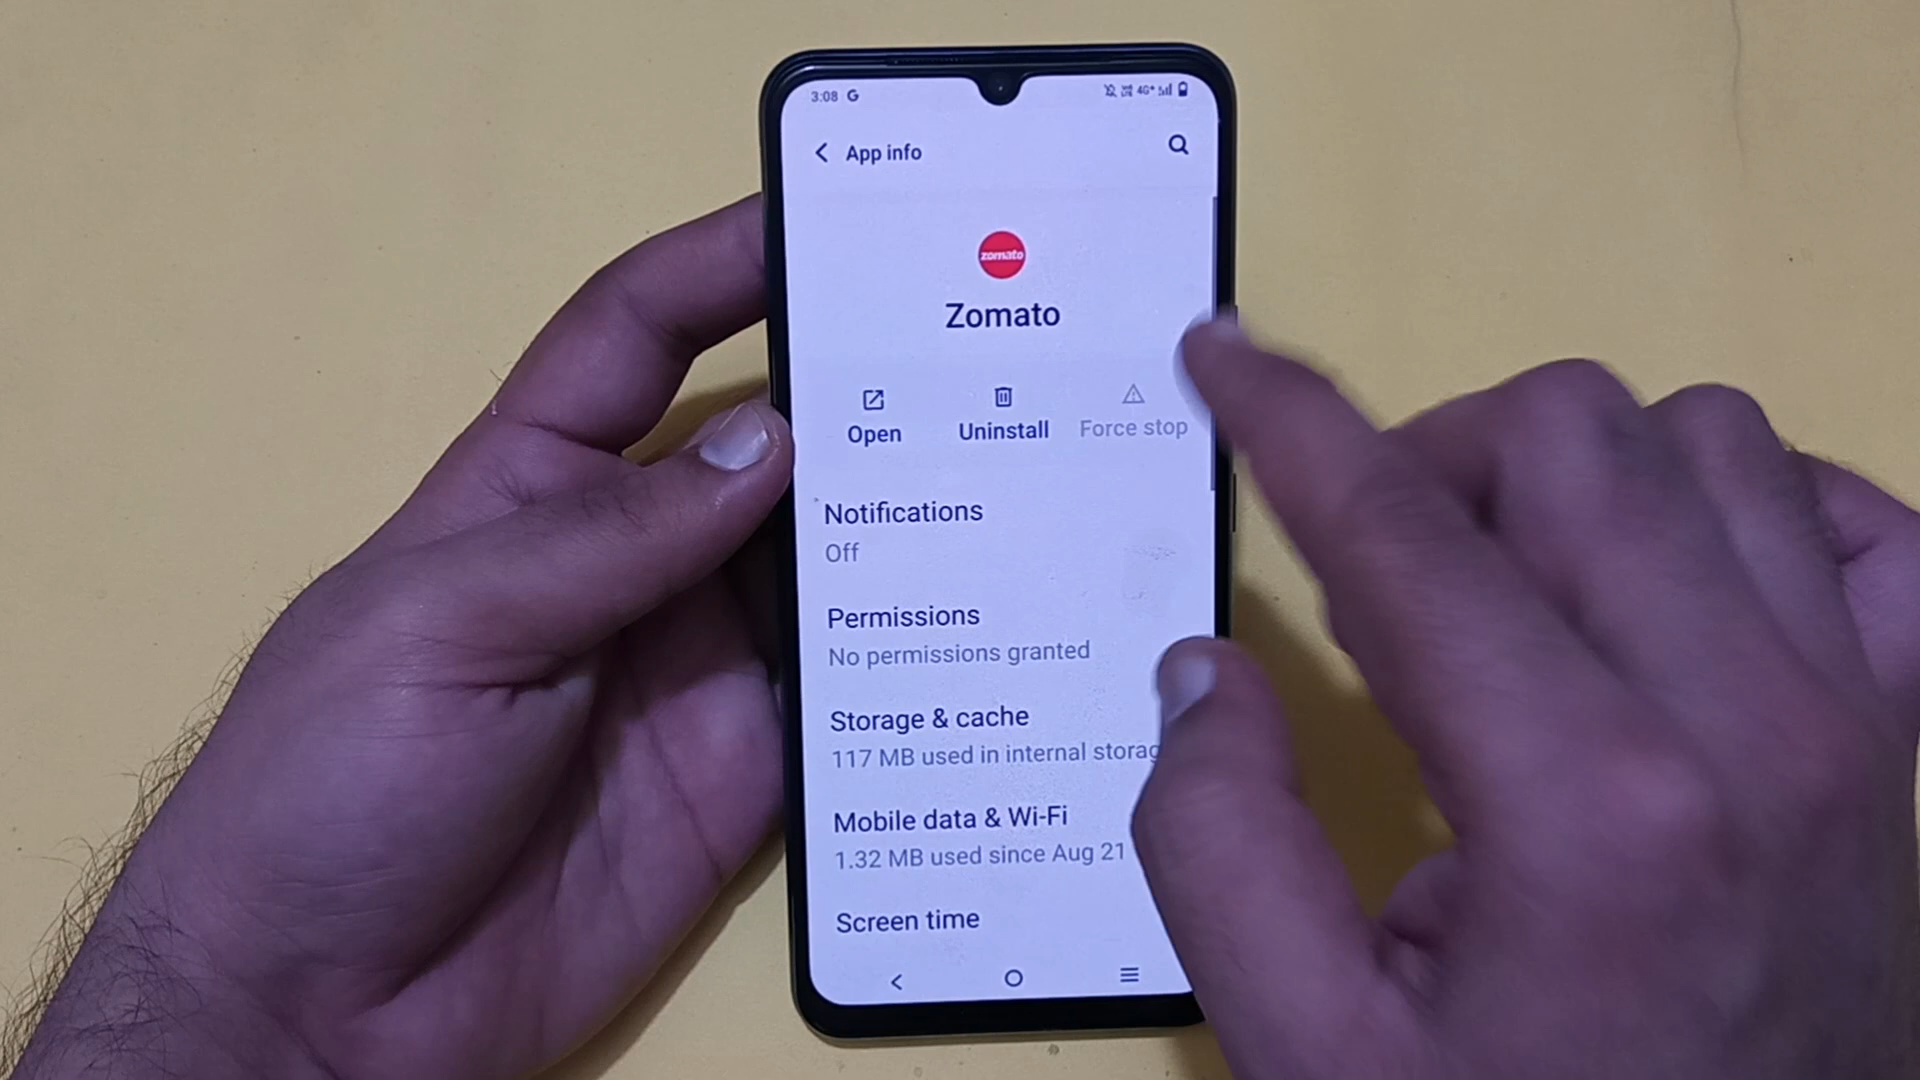 3:08 G 4G+
App info
zomato
Zomato
Open Uninstall Force stop
Notifications
Off
Permissions
No permissions granted
Storage & cache
117 MB used in internal storag
Mobile data & Wi-Fi
1.32 MB used since Aug 21
Screen time